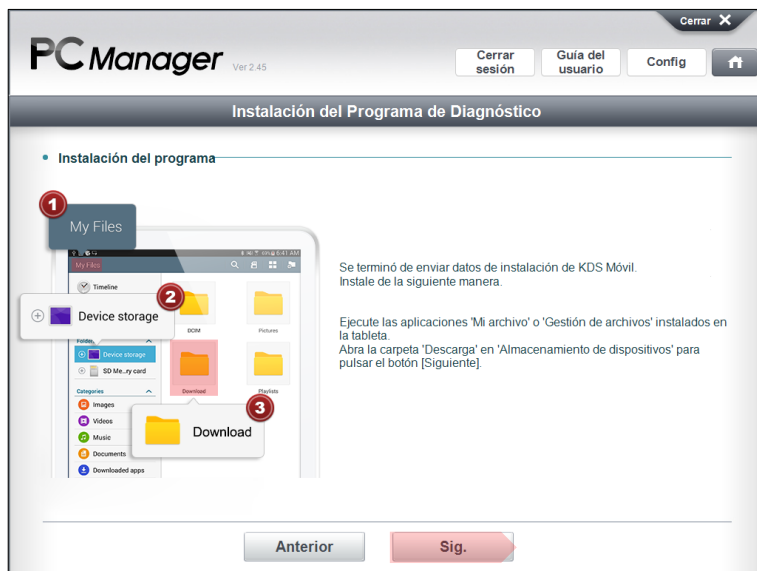 Cerrar X
PC Manager Ver 2.45
Cerrar sesión
Guía del usuario
Config
Instalación del Programa de Diagnóstico
Instalación del programa
1
My Files
My Files
Timeline
2
Device storage
Device storage
SD Me...ry card
DCIM
Pictures
Download
Playlists
Categories
Images
Videos
Music
Documents
Downloaded apps
3
Download
Se terminó de enviar datos de instalación de KDS Móvil.
Instale de la siguiente manera.
Ejecute las aplicaciones 'Mi archivo' o 'Gestión de archivos' instalados en
la tableta.
Abra la carpeta 'Descarga' en 'Almacenamiento de dispositivos' para
pulsar el botón [Siguiente].
Anterior
Sig.